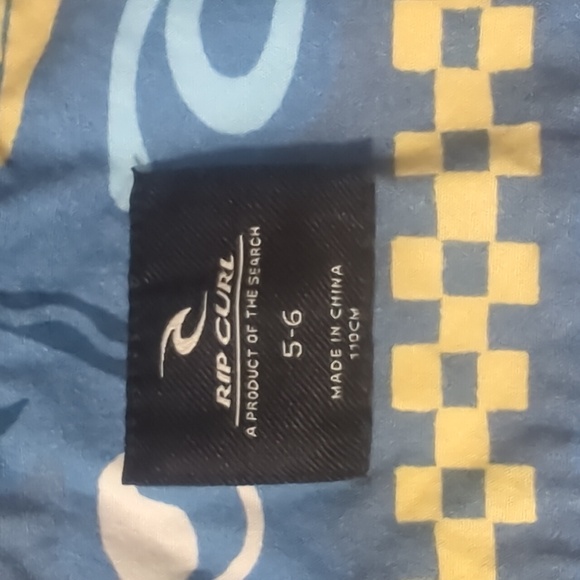 RIP CURL
A PRODUCT OF THE SEARCH
5-6
MADE IN CHINA
110CM